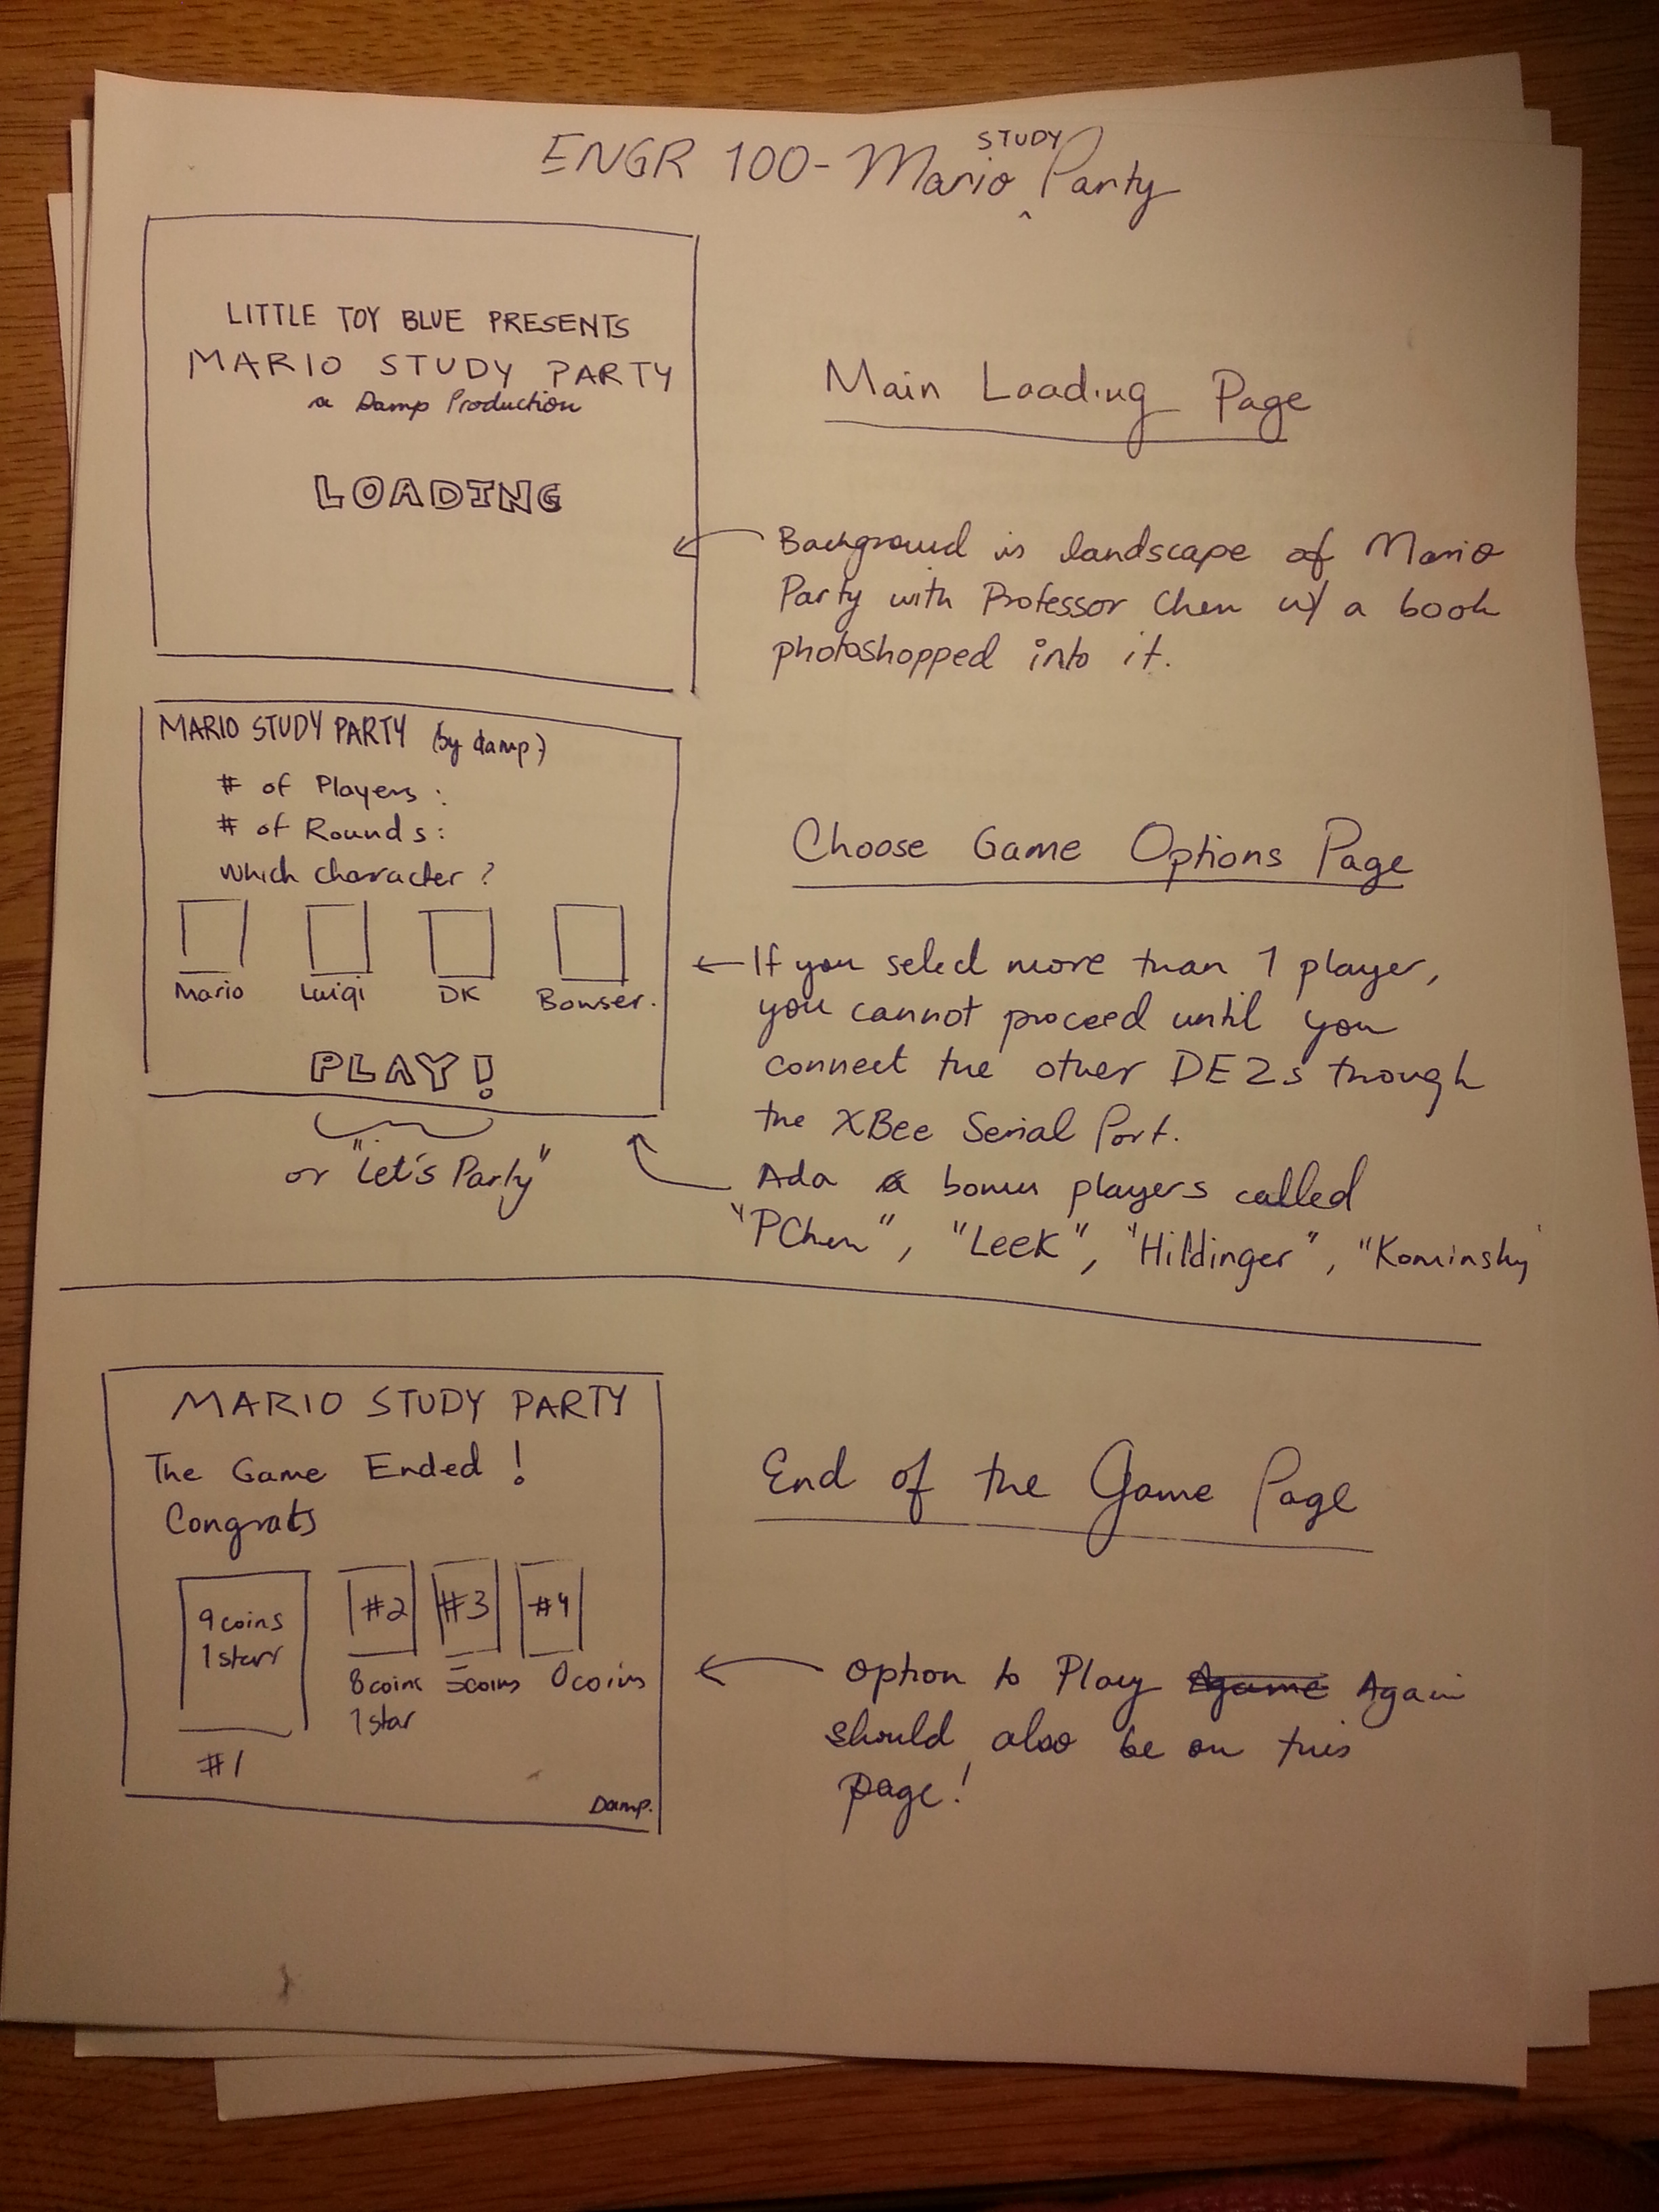 ENGR 100 - Mario STUDY Party
LITTLE TOY BLUE PRESENTS
MARIO STUDY PARTY
a Damp Production
LOADING
Main Loading Page
Background is landscape of Mario
Party with Professor Chen w/ a book
photoshopped into it.
MARIO STUDY PARTY (by damp)
# of Players :
# of Rounds :
which character ?
Mario Luigi DK Bowser.
PLAY!
or "Let's Party"
Choose Game Options Page
If you select more than 1 player,
you cannot proceed until you
connect the other DE2s through
the XBee Serial Port.
Add a bonus players called
"PChen", "LeeK", "Hildinger", "Kominsky
MARIO STUDY PARTY
The Game Ended !
Congrats
9 coins
1 starr
#1
#2 #3 #4
8 coins 5 coins 0 coins
1 star
Damp.
End of the Game Page
option to Play Agame Again
should also be on this
page!